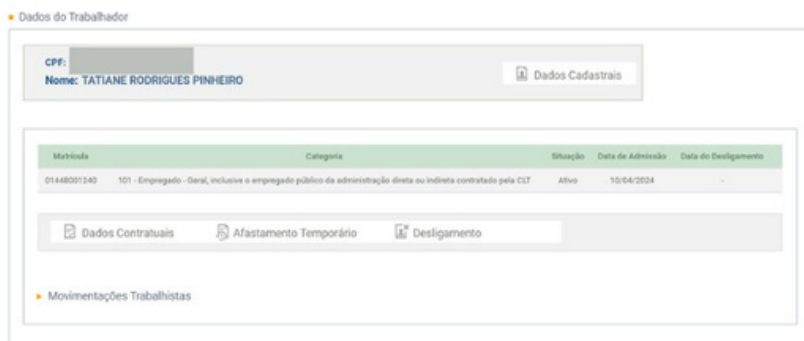 Dados do Trabalhador
CPF:
Nome: TATIANE RODRIGUES PINHEIRO
Dados Cadastrais
Matrícula Categoria Situação Data de Admissão Data do Desligamento
01448001240 101 - Empregado - Geral, inclusive o empregado público da administração direta ou indireta contratado pela CLT Ativo 10/04/2024 -
Dados Contratuais Afastamento Temporário Desligamento
Movimentações Trabalhistas